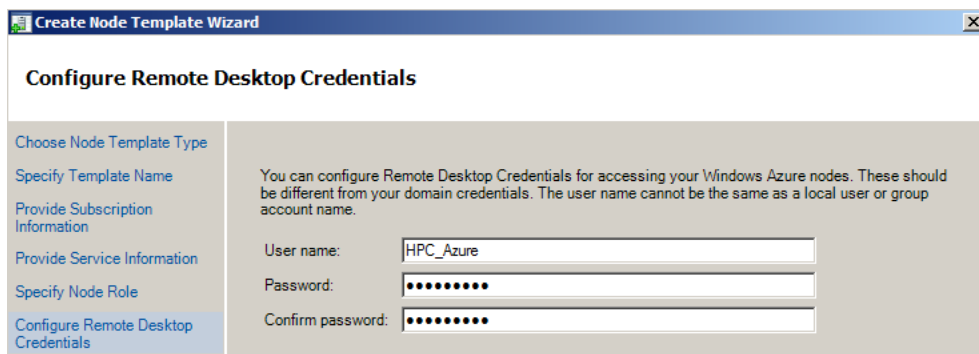 Create Node Template Wizard
Configure Remote Desktop Credentials
Choose Node Template Type
Specify Template Name
Provide Subscription
Information
Provide Service Information
Specify Node Role
Configure Remote Desktop
Credentials
You can configure Remote Desktop Credentials for accessing your Windows Azure nodes. These should
be different from your domain credentials. The user name cannot be the same as a local user or group
account name.
User name: HPC_Azure
Password: •••••••••
Confirm password: •••••••••